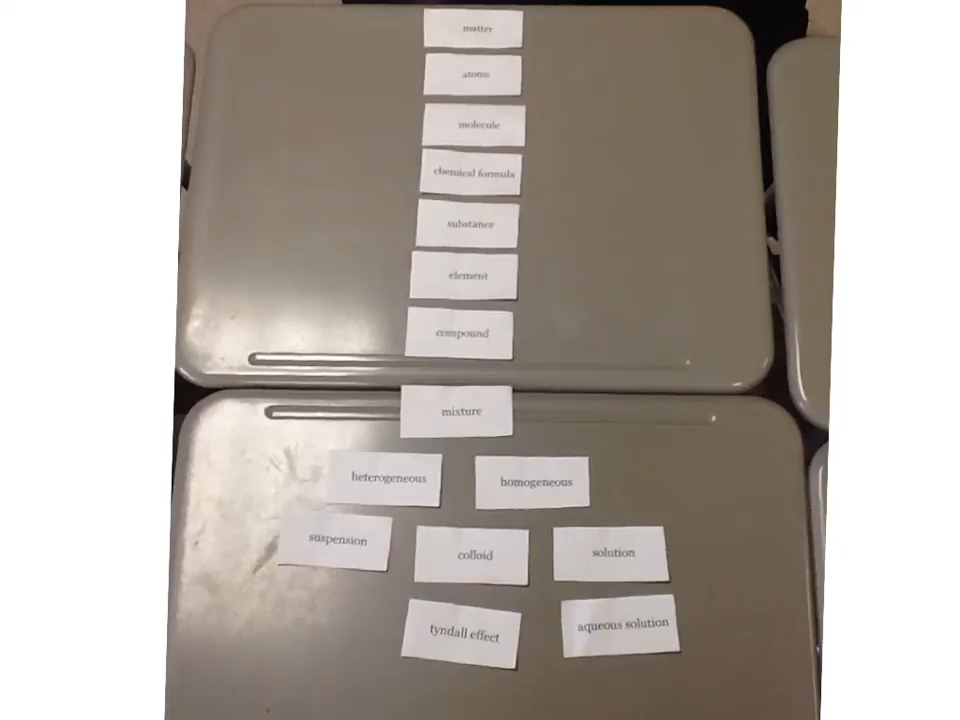 matter
atoms
molecule
chemical formula
substance
element
compound
mixture
heterogeneous
homogeneous
suspension
colloid
solution
tyndall effect
aqueous solution